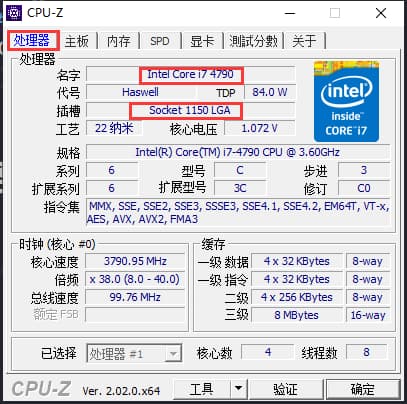 CPU-Z
处理器 主板 内存 SPD 显卡 測試分數 关于
处理器
名字 Intel Core i7 4790
代号 Haswell TDP 84.0 W
插槽 Socket 1150 LGA
工艺 22 纳米 核心电压 1.072 V
intel
inside™
CORE™ i7
规格 Intel(R) Core(TM) i7-4790 CPU @ 3.60GHz
系列 6 型号 C 步进 3
扩展系列 6 扩展型号 3C 修订 C0
指令集 MMX, SSE, SSE2, SSE3, SSSE3, SSE4.1, SSE4.2, EM64T, VT-x,
AES, AVX, AVX2, FMA3
时钟 (核心 #0)
核心速度 3790.95 MHz
倍频 x 38.0 (8.0 - 40.0)
总线速度 99.76 MHz
额定 FSB
缓存
一级 数据 4 x 32 KBytes 8-way
一级 指令 4 x 32 KBytes 8-way
二级 4 x 256 KBytes 8-way
三级 8 MBytes 16-way
已选择 处理器 #1 核心数 4 线程数 8
CPU-Z Ver. 2.02.0.x64 工具 验证 确定